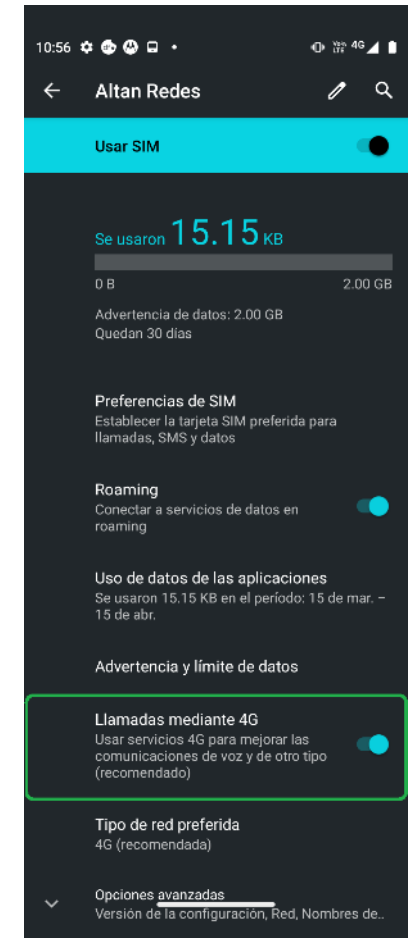 10:56
VoLTE 4G
Altan Redes
Usar SIM
Se usaron 15.15 KB
0 B 2.00 GB
Advertencia de datos: 2.00 GB
Quedan 30 días
Preferencias de SIM
Establecer la tarjeta SIM preferida para
llamadas, SMS y datos
Roaming
Conectar a servicios de datos en
roaming
Uso de datos de las aplicaciones
Se usaron 15.15 KB en el período: 15 de mar. –
15 de abr.
Advertencia y límite de datos
Llamadas mediante 4G
Usar servicios 4G para mejorar las
comunicaciones de voz y de otro tipo
(recomendado)
Tipo de red preferida
4G (recomendada)
Opciones avanzadas
Versión de la configuración, Red, Nombres de..